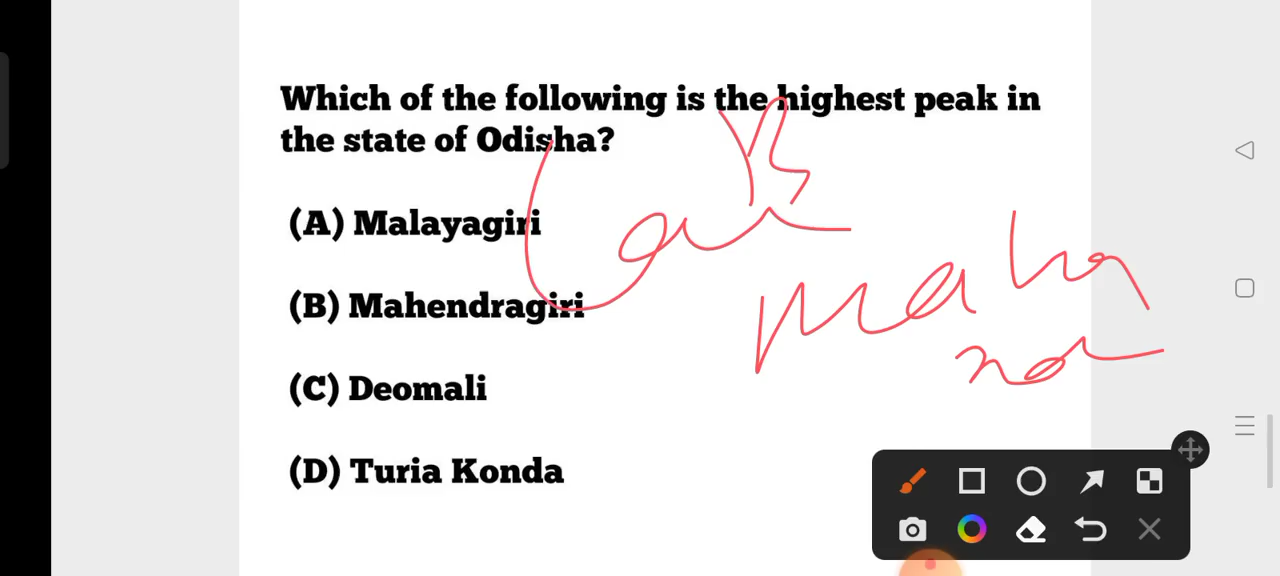 Which of the following is the highest peak in
the state of Odisha?
(A) Malayagiri
(B) Mahendragiri
(C) Deomali
(D) Turia Konda